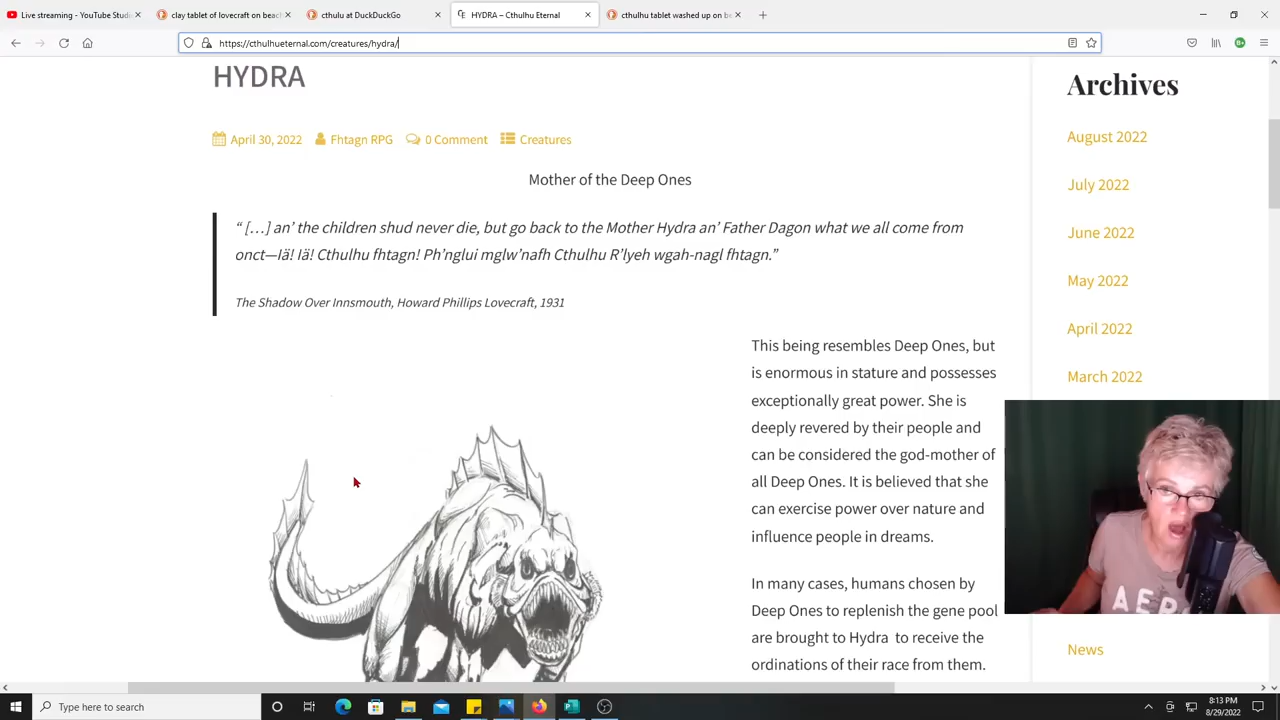 Live streaming - YouTube Studi
clay tablet of lovecraft on beac
cthulu at DuckDuckGo
HYDRA – Cthulhu Eternal
cthulhu tablet washed up on be
https://cthulhueternal.com/creatures/hydra/
HYDRA
April 30, 2022 Fhtagn RPG 0 Comment Creatures
Mother of the Deep Ones
“ […] an’ the children shud never die, but go back to the Mother Hydra an’ Father Dagon what we all come from
onct—Iä! Iä! Cthulhu fhtagn! Ph’nglui mglw’nafh Cthulhu R’lyeh wgah-nagl fhtagn.”
The Shadow Over Innsmouth, Howard Phillips Lovecraft, 1931
This being resembles Deep Ones, but
is enormous in stature and possesses
exceptionally great power. She is
deeply revered by their people and
can be considered the god-mother of
all Deep Ones. It is believed that she
can exercise power over nature and
influence people in dreams.
In many cases, humans chosen by
Deep Ones to replenish the gene pool
are brought to Hydra to receive the
ordinations of their race from them.
Archives
August 2022
July 2022
June 2022
May 2022
April 2022
March 2022
News
AER
Type here to search
8:13 PM
8/29/2022